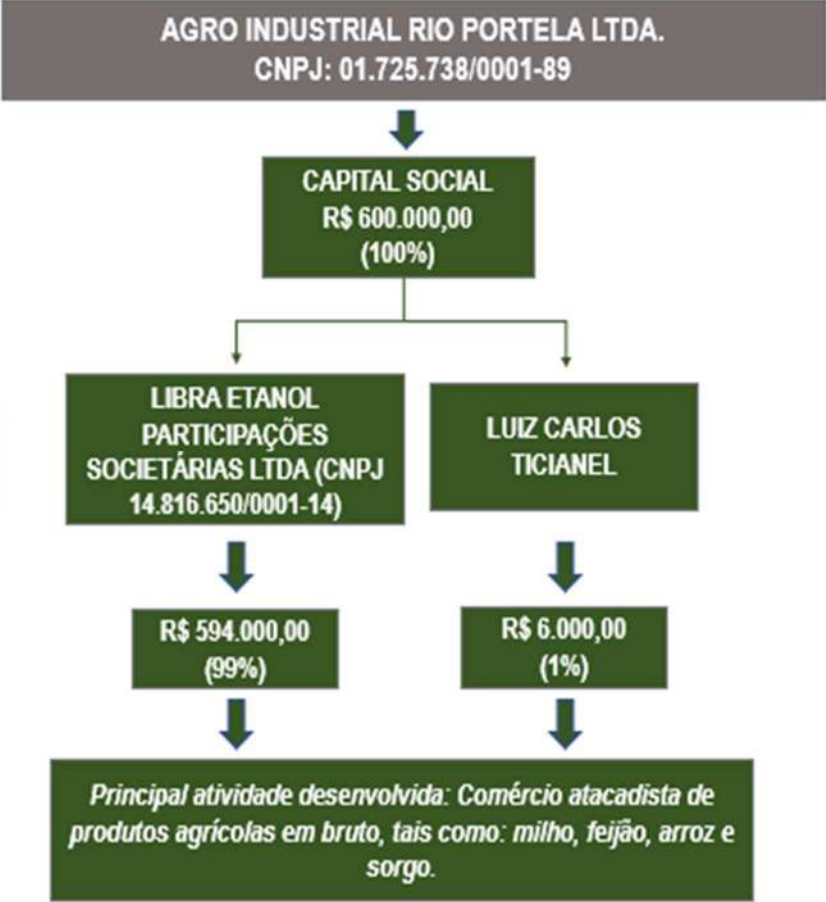 AGRO INDUSTRIAL RIO PORTELA LTDA.
CNPJ: 01.725.738/0001-89
CAPITAL SOCIAL
R$ 600.000,00
(100%)
LIBRA ETANOL
PARTICIPAÇÕES
SOCIETÁRIAS LTDA (CNPJ
14.816.650/0001-14)
LUIZ CARLOS
TICIANEL
R$ 594.000,00
(99%)
R$ 6.000,00
(1%)
Principal atividade desenvolvida: Comércio atacadista de
produtos agrícolas em bruto, tais como: milho, feijão, arroz e
sorgo.